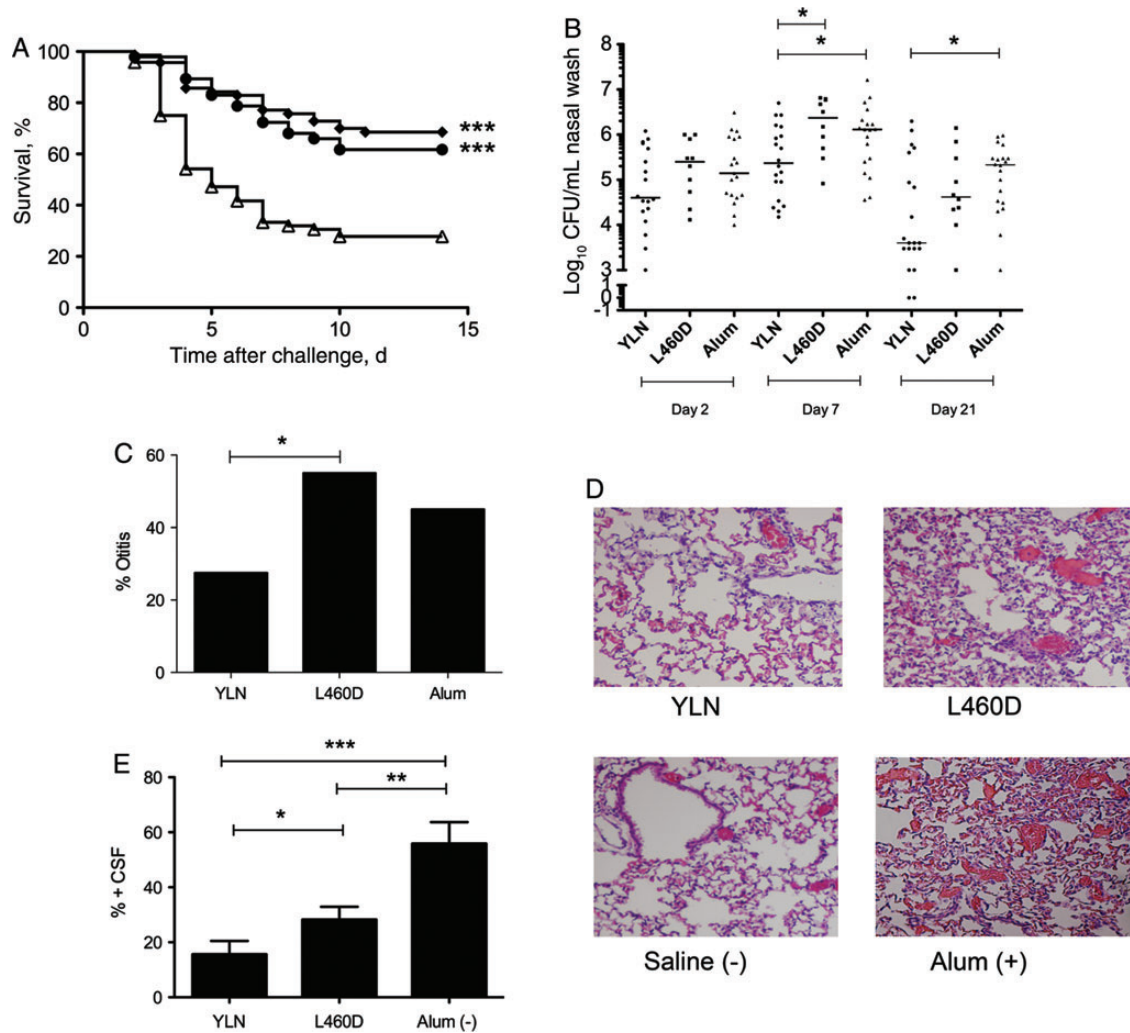 A
100
80
60
40
20
0
Survival, %
***
***
0 5 10 15
Time after challenge, d
B
*
*
*
8
7
6
5
4
3
1
0
-1
Log10 CFU/mL nasal wash
YLN L460D Alum YLN L460D Alum YLN L460D Alum
Day 2 Day 7 Day 21
C
*
60
40
20
0
% Otitis
YLN L460D Alum
D
YLN L460D
Saline (-) Alum (+)
E
***
**
*
80
60
40
20
0
% + CSF
YLN L460D Alum (-)